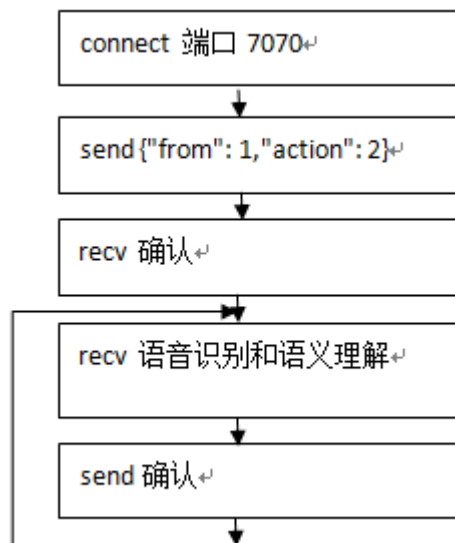 connect 端口 7070
send {"from": 1,"action": 2}
recv 确认
recv 语音识别和语义理解
send 确认